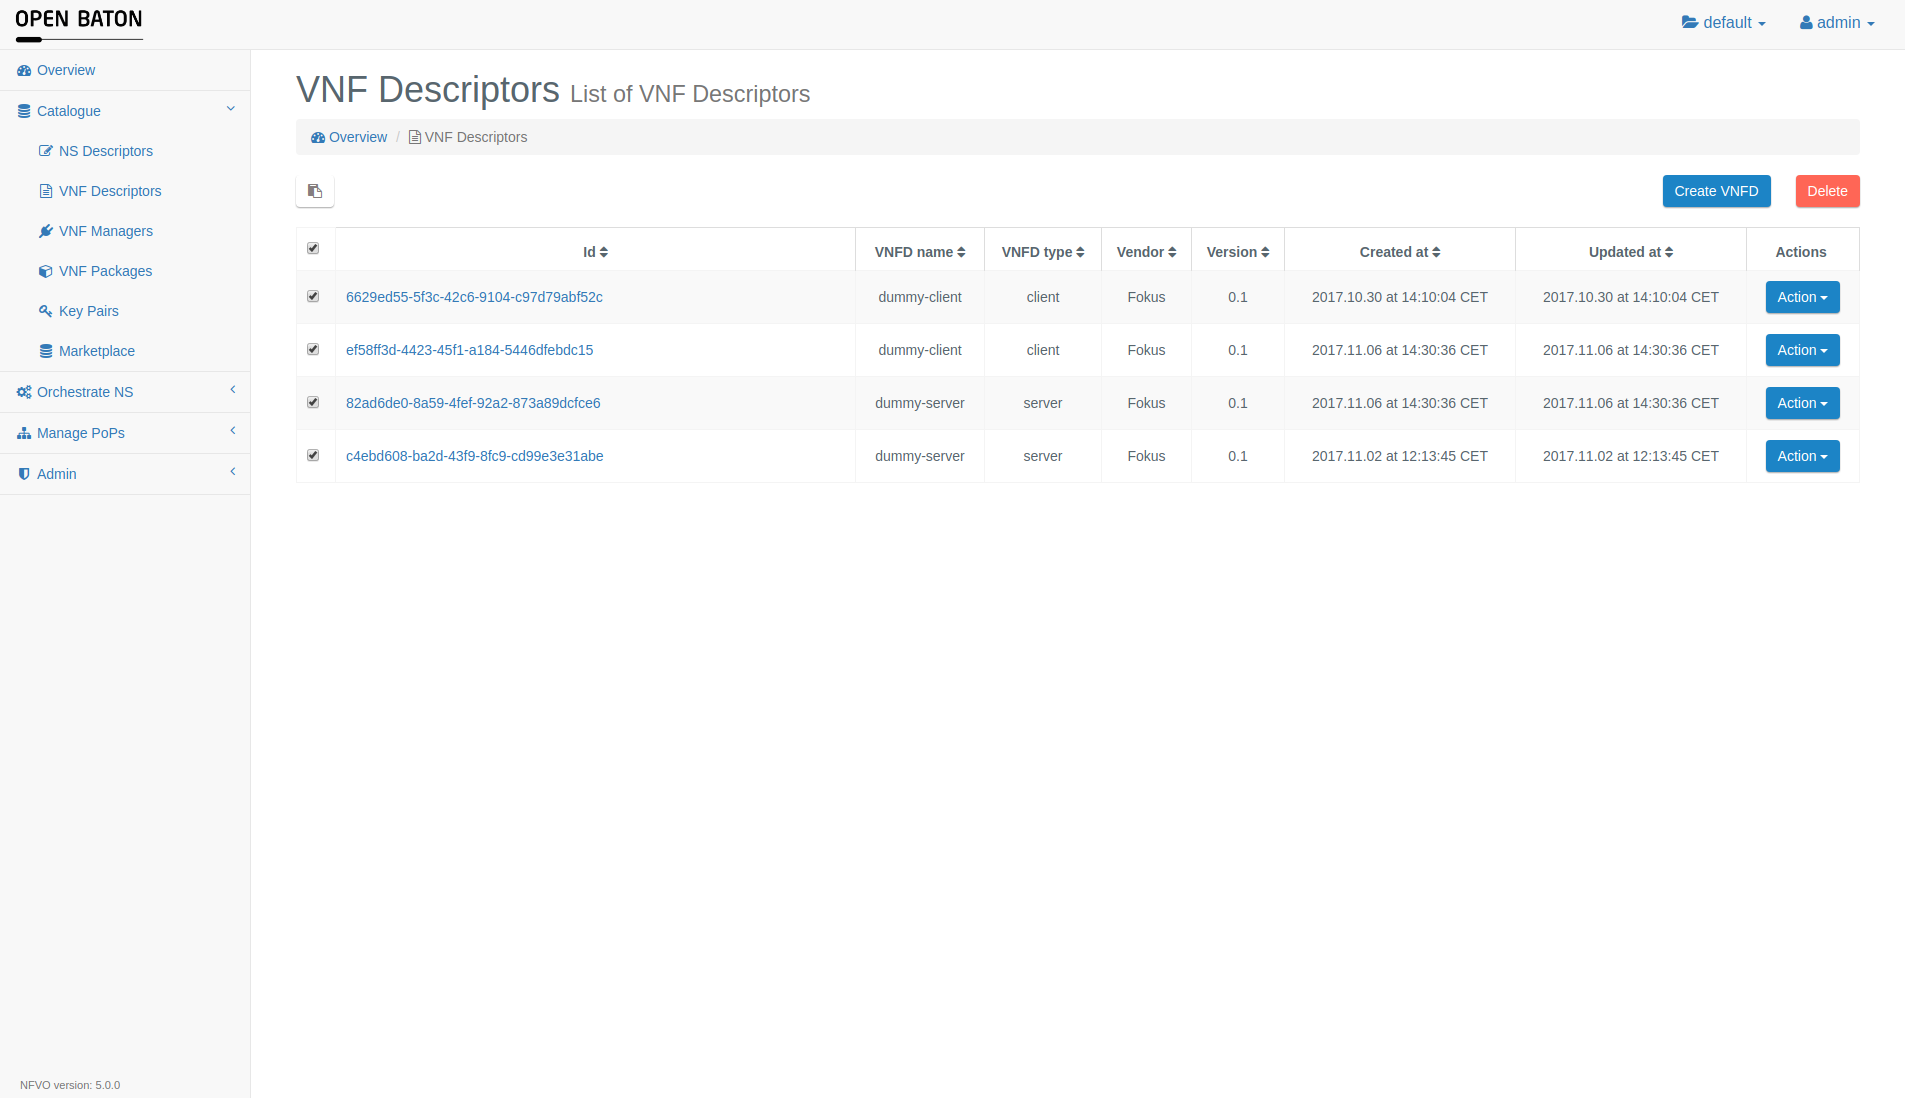 OPEN BATON
default
admin
Overview
Catalogue
NS Descriptors
VNF Descriptors
VNF Managers
VNF Packages
Key Pairs
Marketplace
Orchestrate NS
Manage PoPs
Admin
NFVO version: 5.0.0
VNF Descriptors List of VNF Descriptors
Overview / VNF Descriptors
Create VNFD Delete
Id VNFD name VNFD type Vendor Version Created at Updated at Actions
6629ed55-5f3c-42c6-9104-c97d79abf52c dummy-client client Fokus 0.1 2017.10.30 at 14:10:04 CET 2017.10.30 at 14:10:04 CET Action
ef58ff3d-4423-45f1-a184-5446dfebdc15 dummy-client client Fokus 0.1 2017.11.06 at 14:30:36 CET 2017.11.06 at 14:30:36 CET Action
82ad6de0-8a59-4fef-92a2-873a89dcfce6 dummy-server server Fokus 0.1 2017.11.06 at 14:30:36 CET 2017.11.06 at 14:30:36 CET Action
c4ebd608-ba2d-43f9-8fc9-cd99e3e31abe dummy-server server Fokus 0.1 2017.11.02 at 12:13:45 CET 2017.11.02 at 12:13:45 CET Action